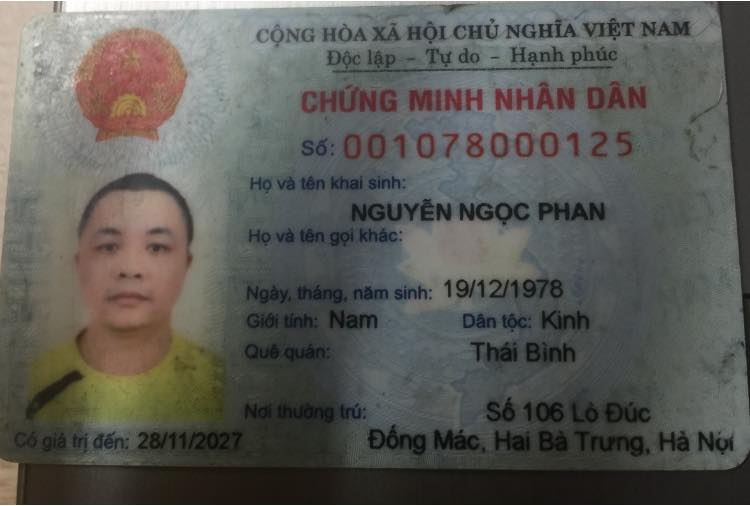 CỘNG HÒA XÃ HỘI CHỦ NGHĨA VIỆT NAM
Độc lập - Tự do - Hạnh phúc
CHỨNG MINH NHÂN DÂN
Số: 001078000125
Họ và tên khai sinh:
NGUYỄN NGỌC PHAN
Họ và tên gọi khác:
Ngày, tháng, năm sinh: 19/12/1978
Giới tính: Nam Dân tộc: Kinh
Quê quán: Thái Bình
Nơi thường trú: Số 106 Lò Đúc
Có giá trị đến: 28/11/2027 Đống Mác, Hai Bà Trưng, Hà Nội